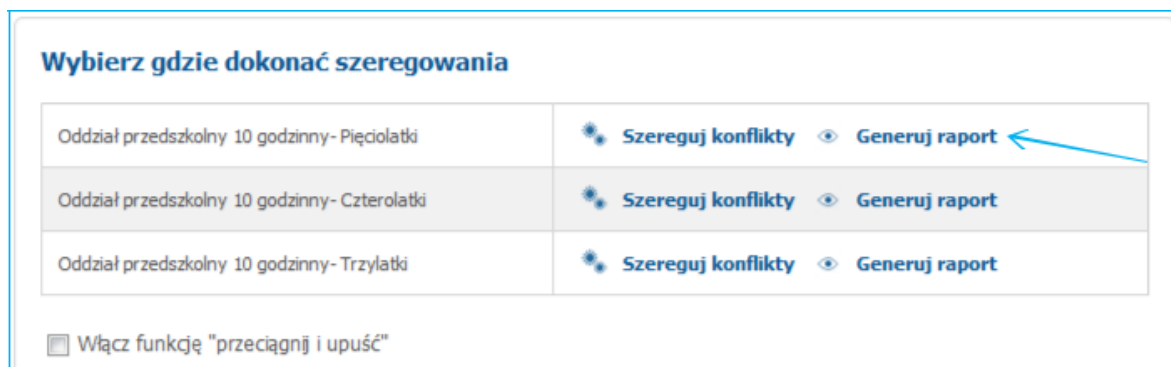 Wybierz gdzie dokonać szeregowania
Oddział przedszkolny 10 godzinny- Pięciolatki Szereguj konflikty Generuj raport
Oddział przedszkolny 10 godzinny- Czterolatki Szereguj konflikty Generuj raport
Oddział przedszkolny 10 godzinny- Trzylatki Szereguj konflikty Generuj raport
Włącz funkcję "przeciągnij i upuść"